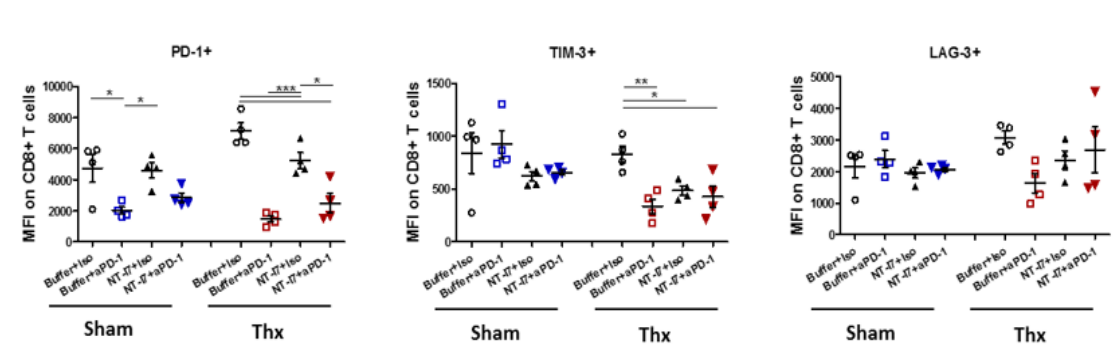 PD-1+
MFI on CD8+ T cells
10000
8000
6000
4000
2000
0
*
*
***
*
Buffer+Iso
Buffer+aPD-1
NT-I7+Iso
NT-I7+aPD-1
Buffer+Iso
Buffer+aPD-1
NT-I7+Iso
NT-I7+aPD-1
Sham
Thx
TIM-3+
MFI on CD8+ T cells
1500
1000
500
0
**
*
Buffer+Iso
Buffer+aPD-1
NT-I7+Iso
NT-I7+aPD-1
Buffer+Iso
Buffer+aPD-1
NT-I7+Iso
NT-I7+aPD-1
Sham
Thx
LAG-3+
MFI on CD8+ T cells
5000
4000
3000
2000
1000
0
Buffer+Iso
Buffer+aPD-1
NT-I7+Iso
NT-I7+aPD-1
Buffer+Iso
Buffer+aPD-1
NT-I7+Iso
NT-I7+aPD-1
Sham
Thx